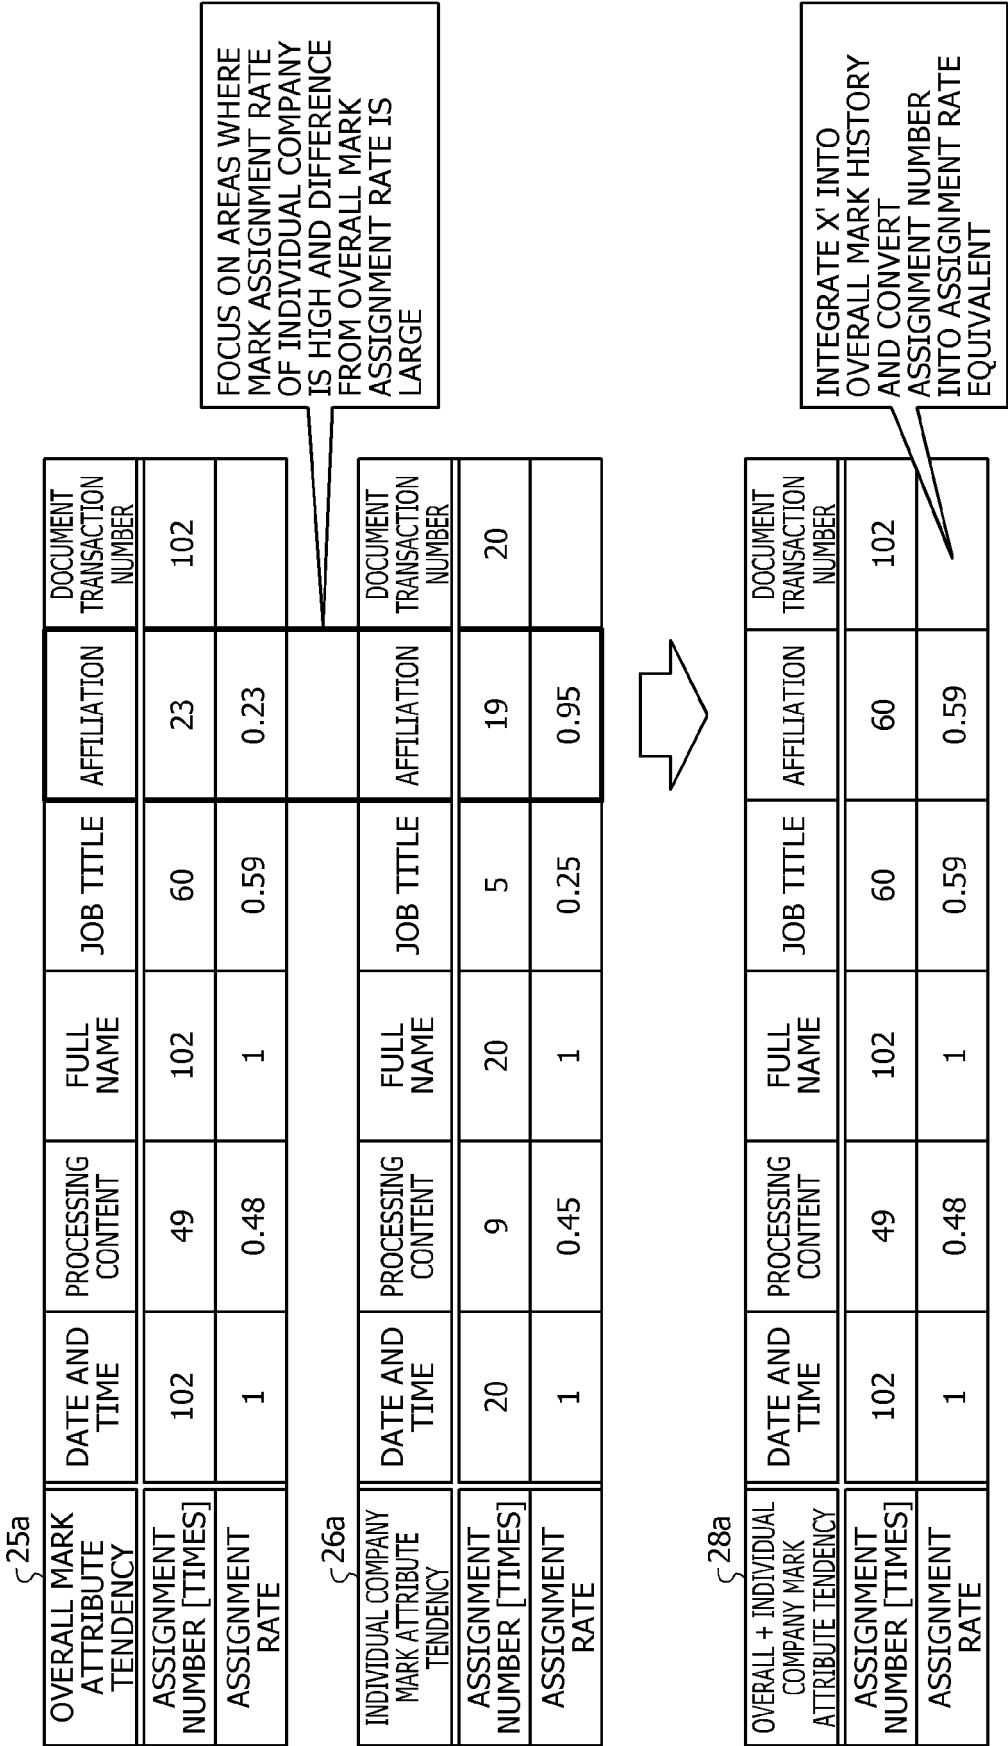 25a
OVERALL MARK
ATTRIBUTE
TENDENCY
DATE AND
TIME
PROCESSING
CONTENT
FULL
NAME
JOB TITLE
AFFILIATION
DOCUMENT
TRANSACTION
NUMBER
ASSIGNMENT
NUMBER [TIMES]
102
49
102
60
23
102
ASSIGNMENT
RATE
1
0.48
1
0.59
0.23
FOCUS ON AREAS WHERE
MARK ASSIGNMENT RATE
OF INDIVIDUAL COMPANY
IS HIGH AND DIFFERENCE
FROM OVERALL MARK
ASSIGNMENT RATE IS
LARGE
26a
INDIVIDUAL COMPANY
MARK ATTRIBUTE
TENDENCY
DATE AND
TIME
PROCESSING
CONTENT
FULL
NAME
JOB TITLE
AFFILIATION
DOCUMENT
TRANSACTION
NUMBER
ASSIGNMENT
NUMBER [TIMES]
20
9
20
5
19
20
ASSIGNMENT
RATE
1
0.45
1
0.25
0.95
28a
OVERALL + INDIVIDUAL
COMPANY MARK
ATTRIBUTE TENDENCY
DATE AND
TIME
PROCESSING
CONTENT
FULL
NAME
JOB TITLE
AFFILIATION
DOCUMENT
TRANSACTION
NUMBER
ASSIGNMENT
NUMBER [TIMES]
102
49
102
60
60
102
ASSIGNMENT
RATE
1
0.48
1
0.59
0.59
INTEGRATE X' INTO
OVERALL MARK HISTORY
AND CONVERT
ASSIGNMENT NUMBER
INTO ASSIGNMENT RATE
EQUIVALENT